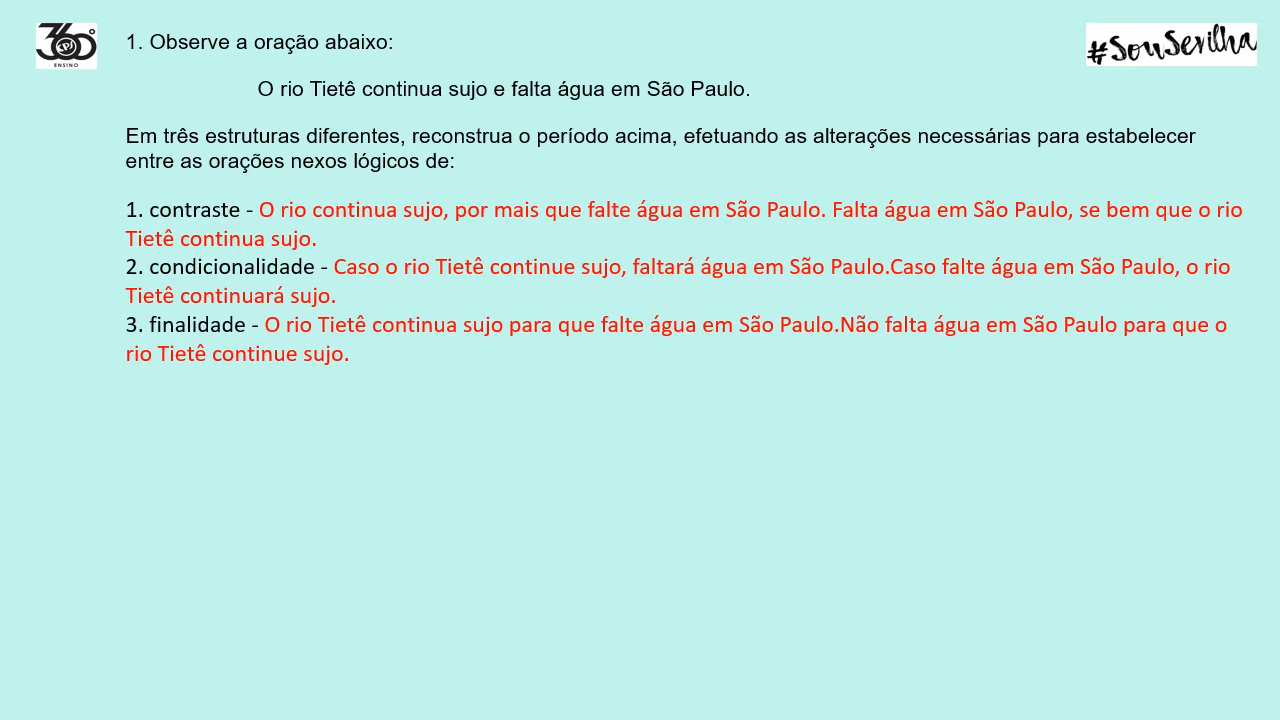 360°
CPJ
ENSINO
#SouSevilha
1. Observe a oração abaixo:
O rio Tietê continua sujo e falta água em São Paulo.
Em três estruturas diferentes, reconstrua o período acima, efetuando as alterações necessárias para estabelecer
entre as orações nexos lógicos de:
1. contraste - O rio continua sujo, por mais que falte água em São Paulo. Falta água em São Paulo, se bem que o rio
Tietê continua sujo.
2. condicionalidade - Caso o rio Tietê continue sujo, faltará água em São Paulo.Caso falte água em São Paulo, o rio
Tietê continuará sujo.
3. finalidade - O rio Tietê continua sujo para que falte água em São Paulo.Não falta água em São Paulo para que o
rio Tietê continue sujo.